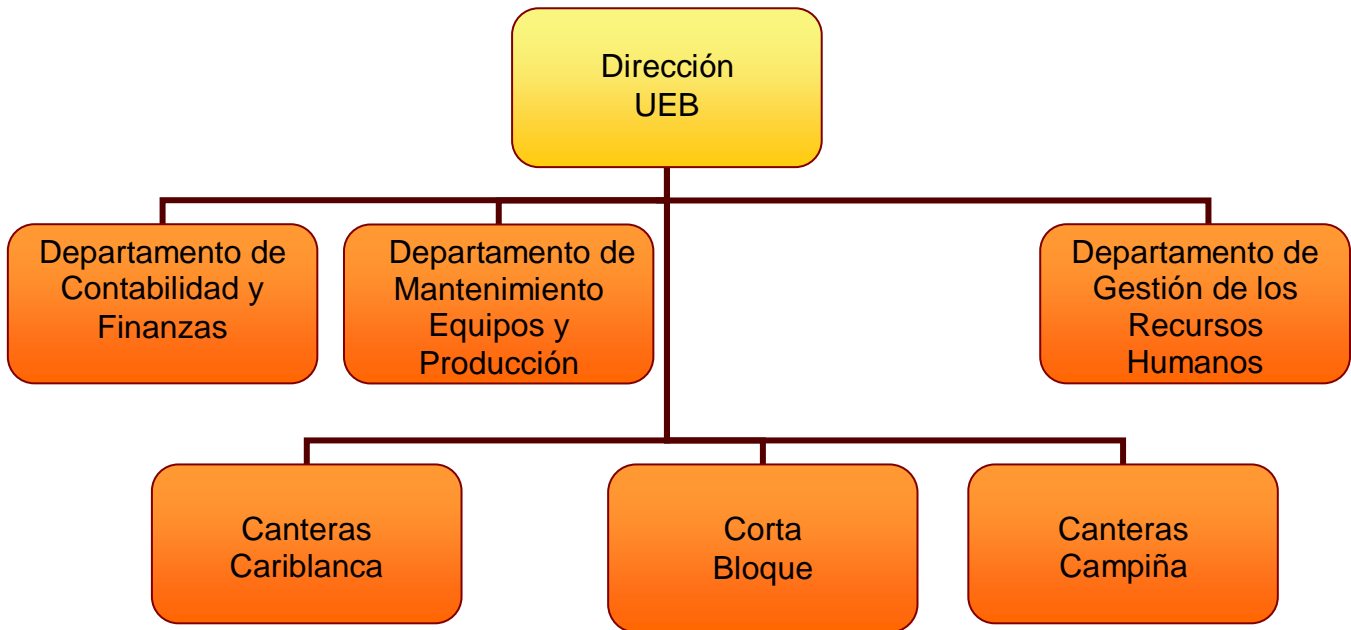 Dirección
UEB
Departamento de
Contabilidad y
Finanzas
Departamento de
Mantenimiento
Equipos y
Producción
Departamento de
Gestión de los
Recursos
Humanos
Canteras
Cariblanca
Corta
Bloque
Canteras
Campiña